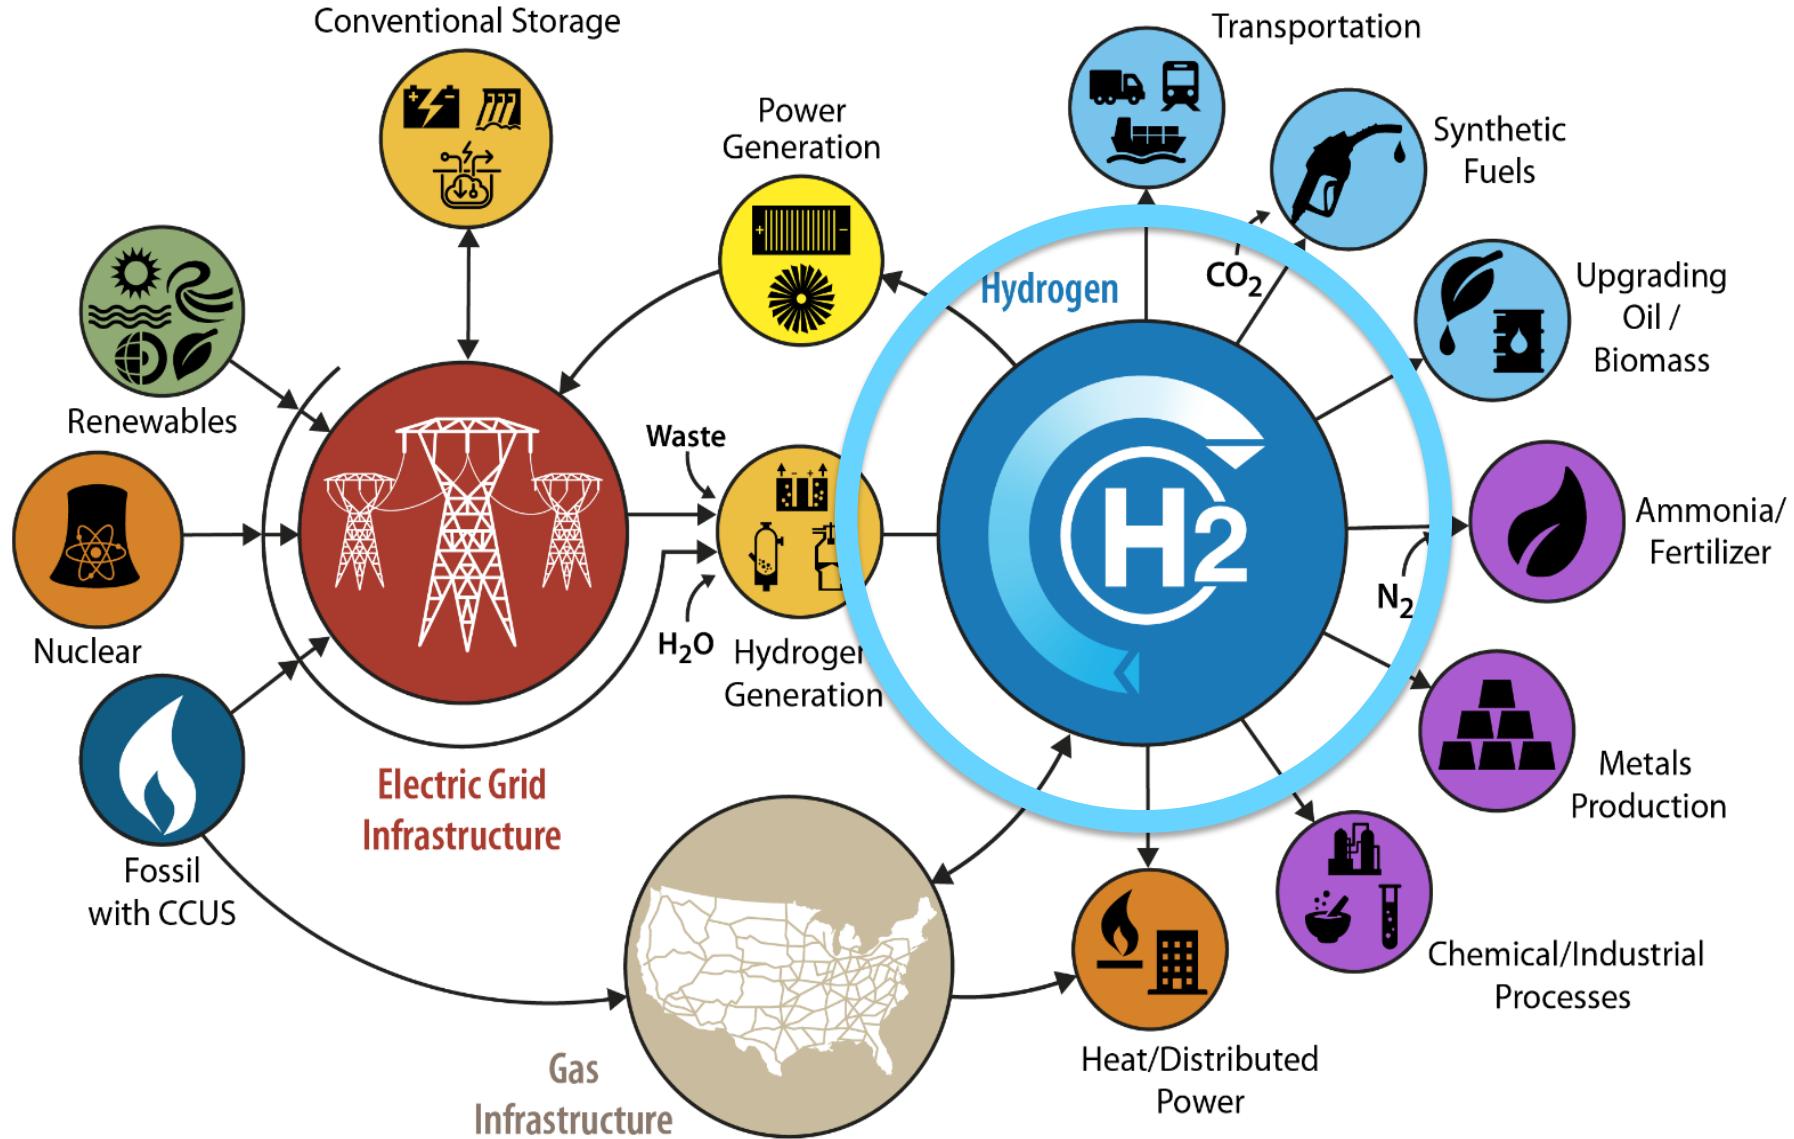 Conventional Storage
Transportation
Power
Generation
Synthetic
Fuels
CO2
Hydrogen
Upgrading
Oil /
Biomass
Renewables
Waste
H2
Ammonia/
Fertilizer
N2
Nuclear
H2O
Hydrogen
Generation
Electric Grid
Infrastructure
Metals
Production
Fossil
with CCUS
Chemical/Industrial
Processes
Gas
Infrastructure
Heat/Distributed
Power